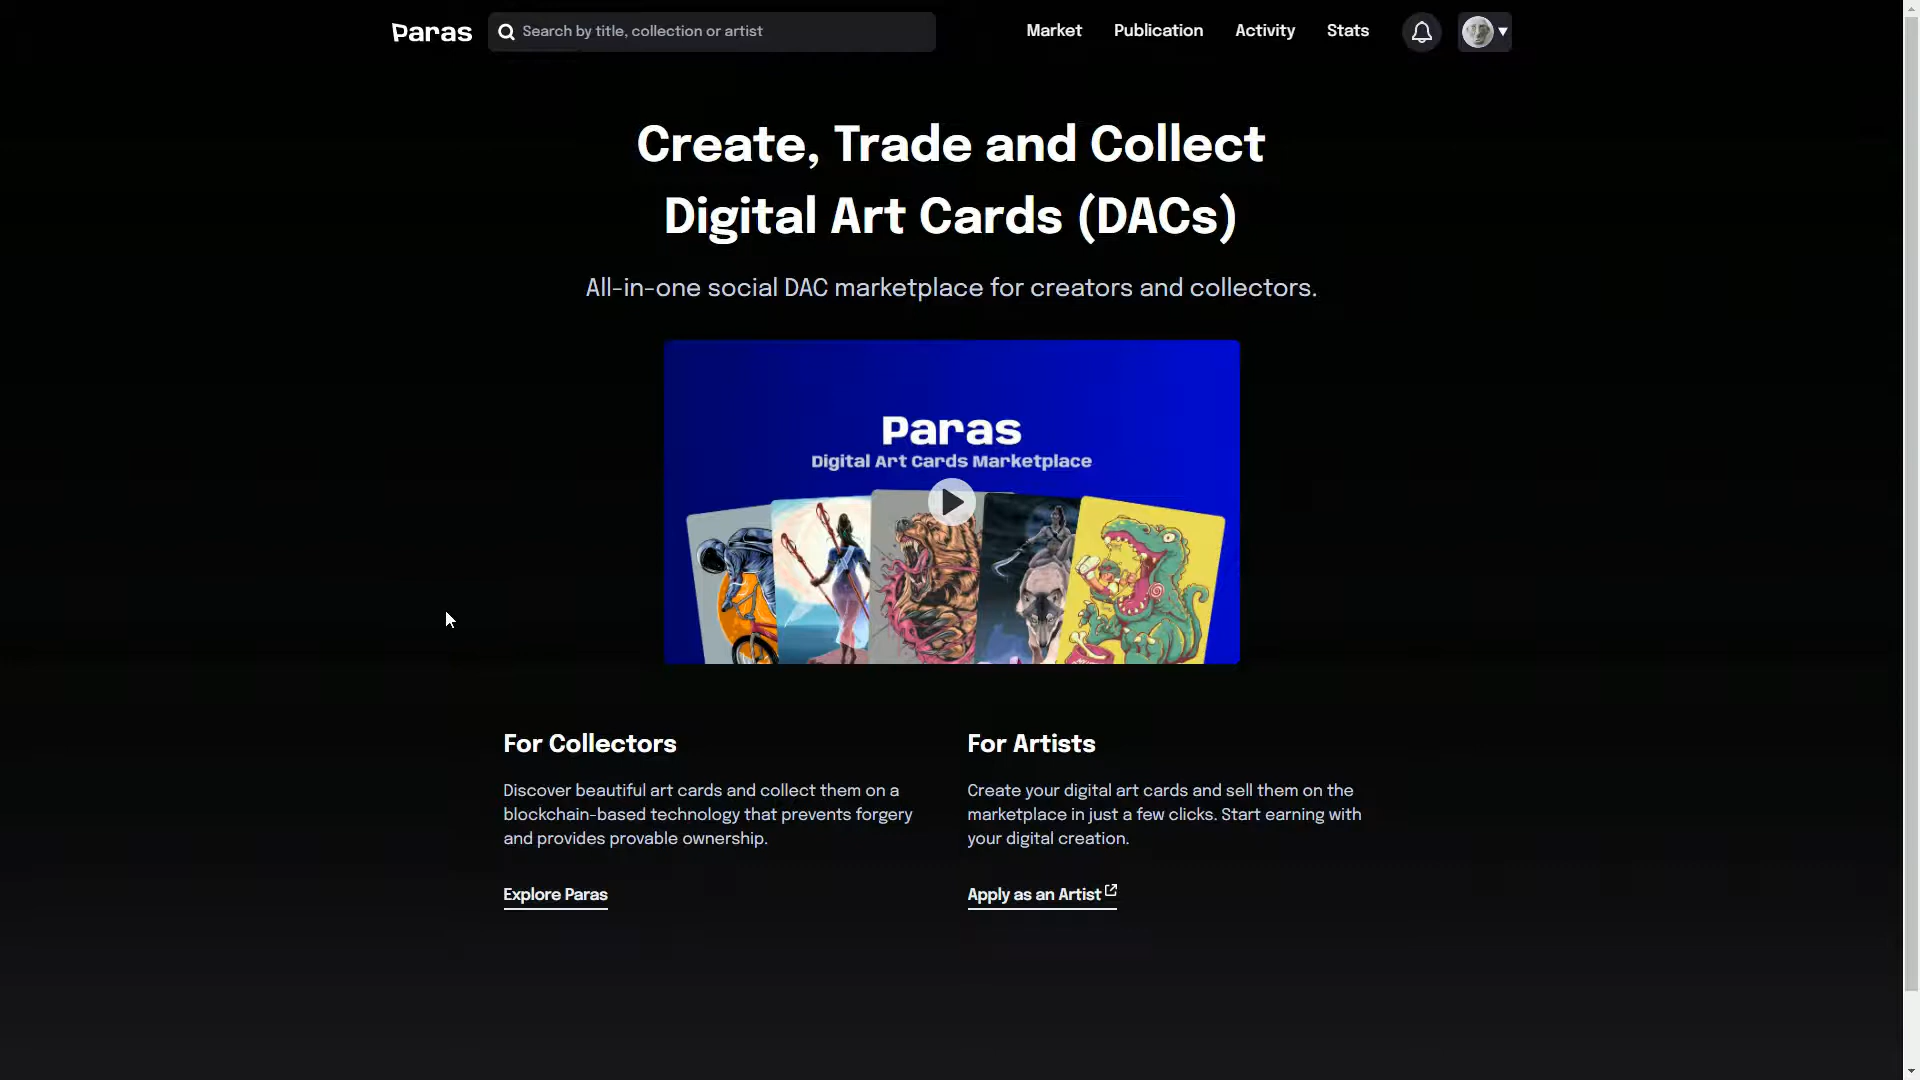 Paras
Search by title, collection or artist
Market
Publication
Activity
Stats
Create, Trade and Collect
Digital Art Cards (DACs)
All-in-one social DAC marketplace for creators and collectors.
Paras
Digital Art Cards Marketplace
For Collectors
Discover beautiful art cards and collect them on a
blockchain-based technology that prevents forgery
and provides provable ownership.
Explore Paras
For Artists
Create your digital art cards and sell them on the
marketplace in just a few clicks. Start earning with
your digital creation.
Apply as an Artist